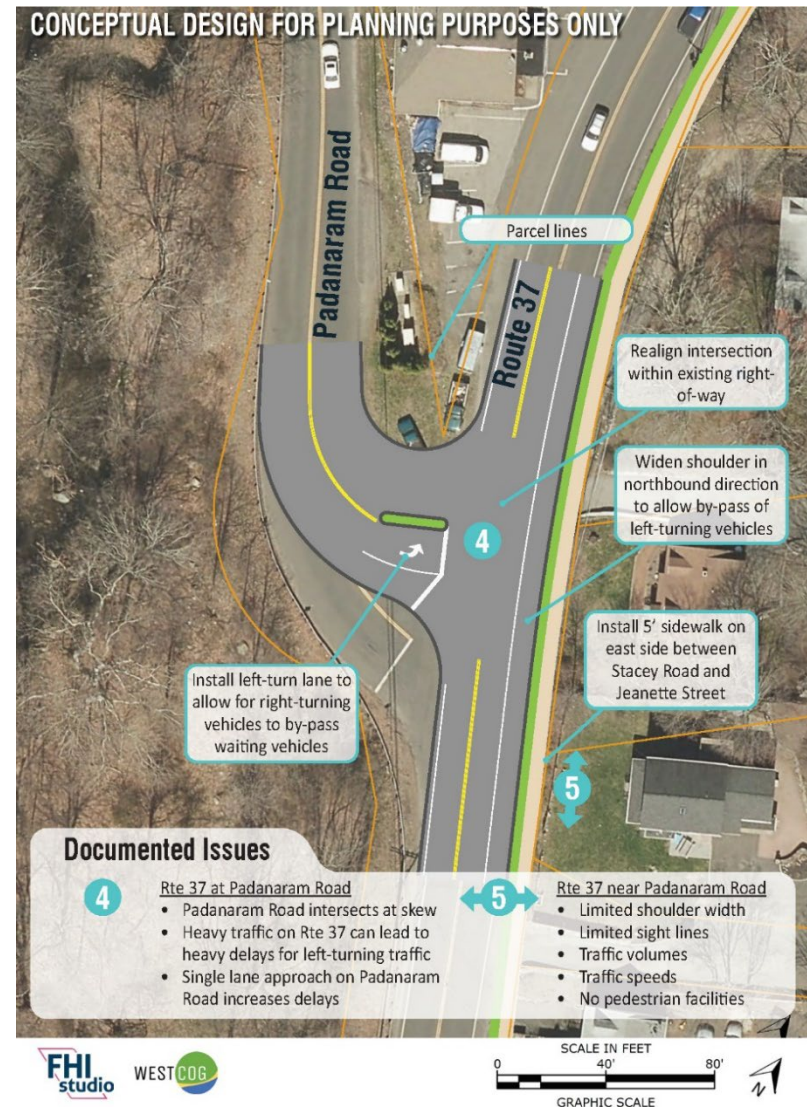 CONCEPTUAL DESIGN FOR PLANNING PURPOSES ONLY
Padanaram Road
Parcel lines
Route 37
Realign intersection
within existing right-
of-way
Widen shoulder in
northbound direction
to allow by-pass of
left-turning vehicles
4
Install 5' sidewalk on
east side between
Stacey Road and
Jeanette Street
Install left-turn lane to
allow for right-turning
vehicles to by-pass
waiting vehicles
5
Documented Issues
4
Rte 37 at Padanaram Road
• Padanaram Road intersects at skew
• Heavy traffic on Rte 37 can lead to
heavy delays for left-turning traffic
• Single lane approach on Padanaram
Road increases delays
5
Rte 37 near Padanaram Road
• Limited shoulder width
• Limited sight lines
• Traffic volumes
• Traffic speeds
• No pedestrian facilities
FHI
studio
WESTCOG
SCALE IN FEET
0 40' 80'
GRAPHIC SCALE
N